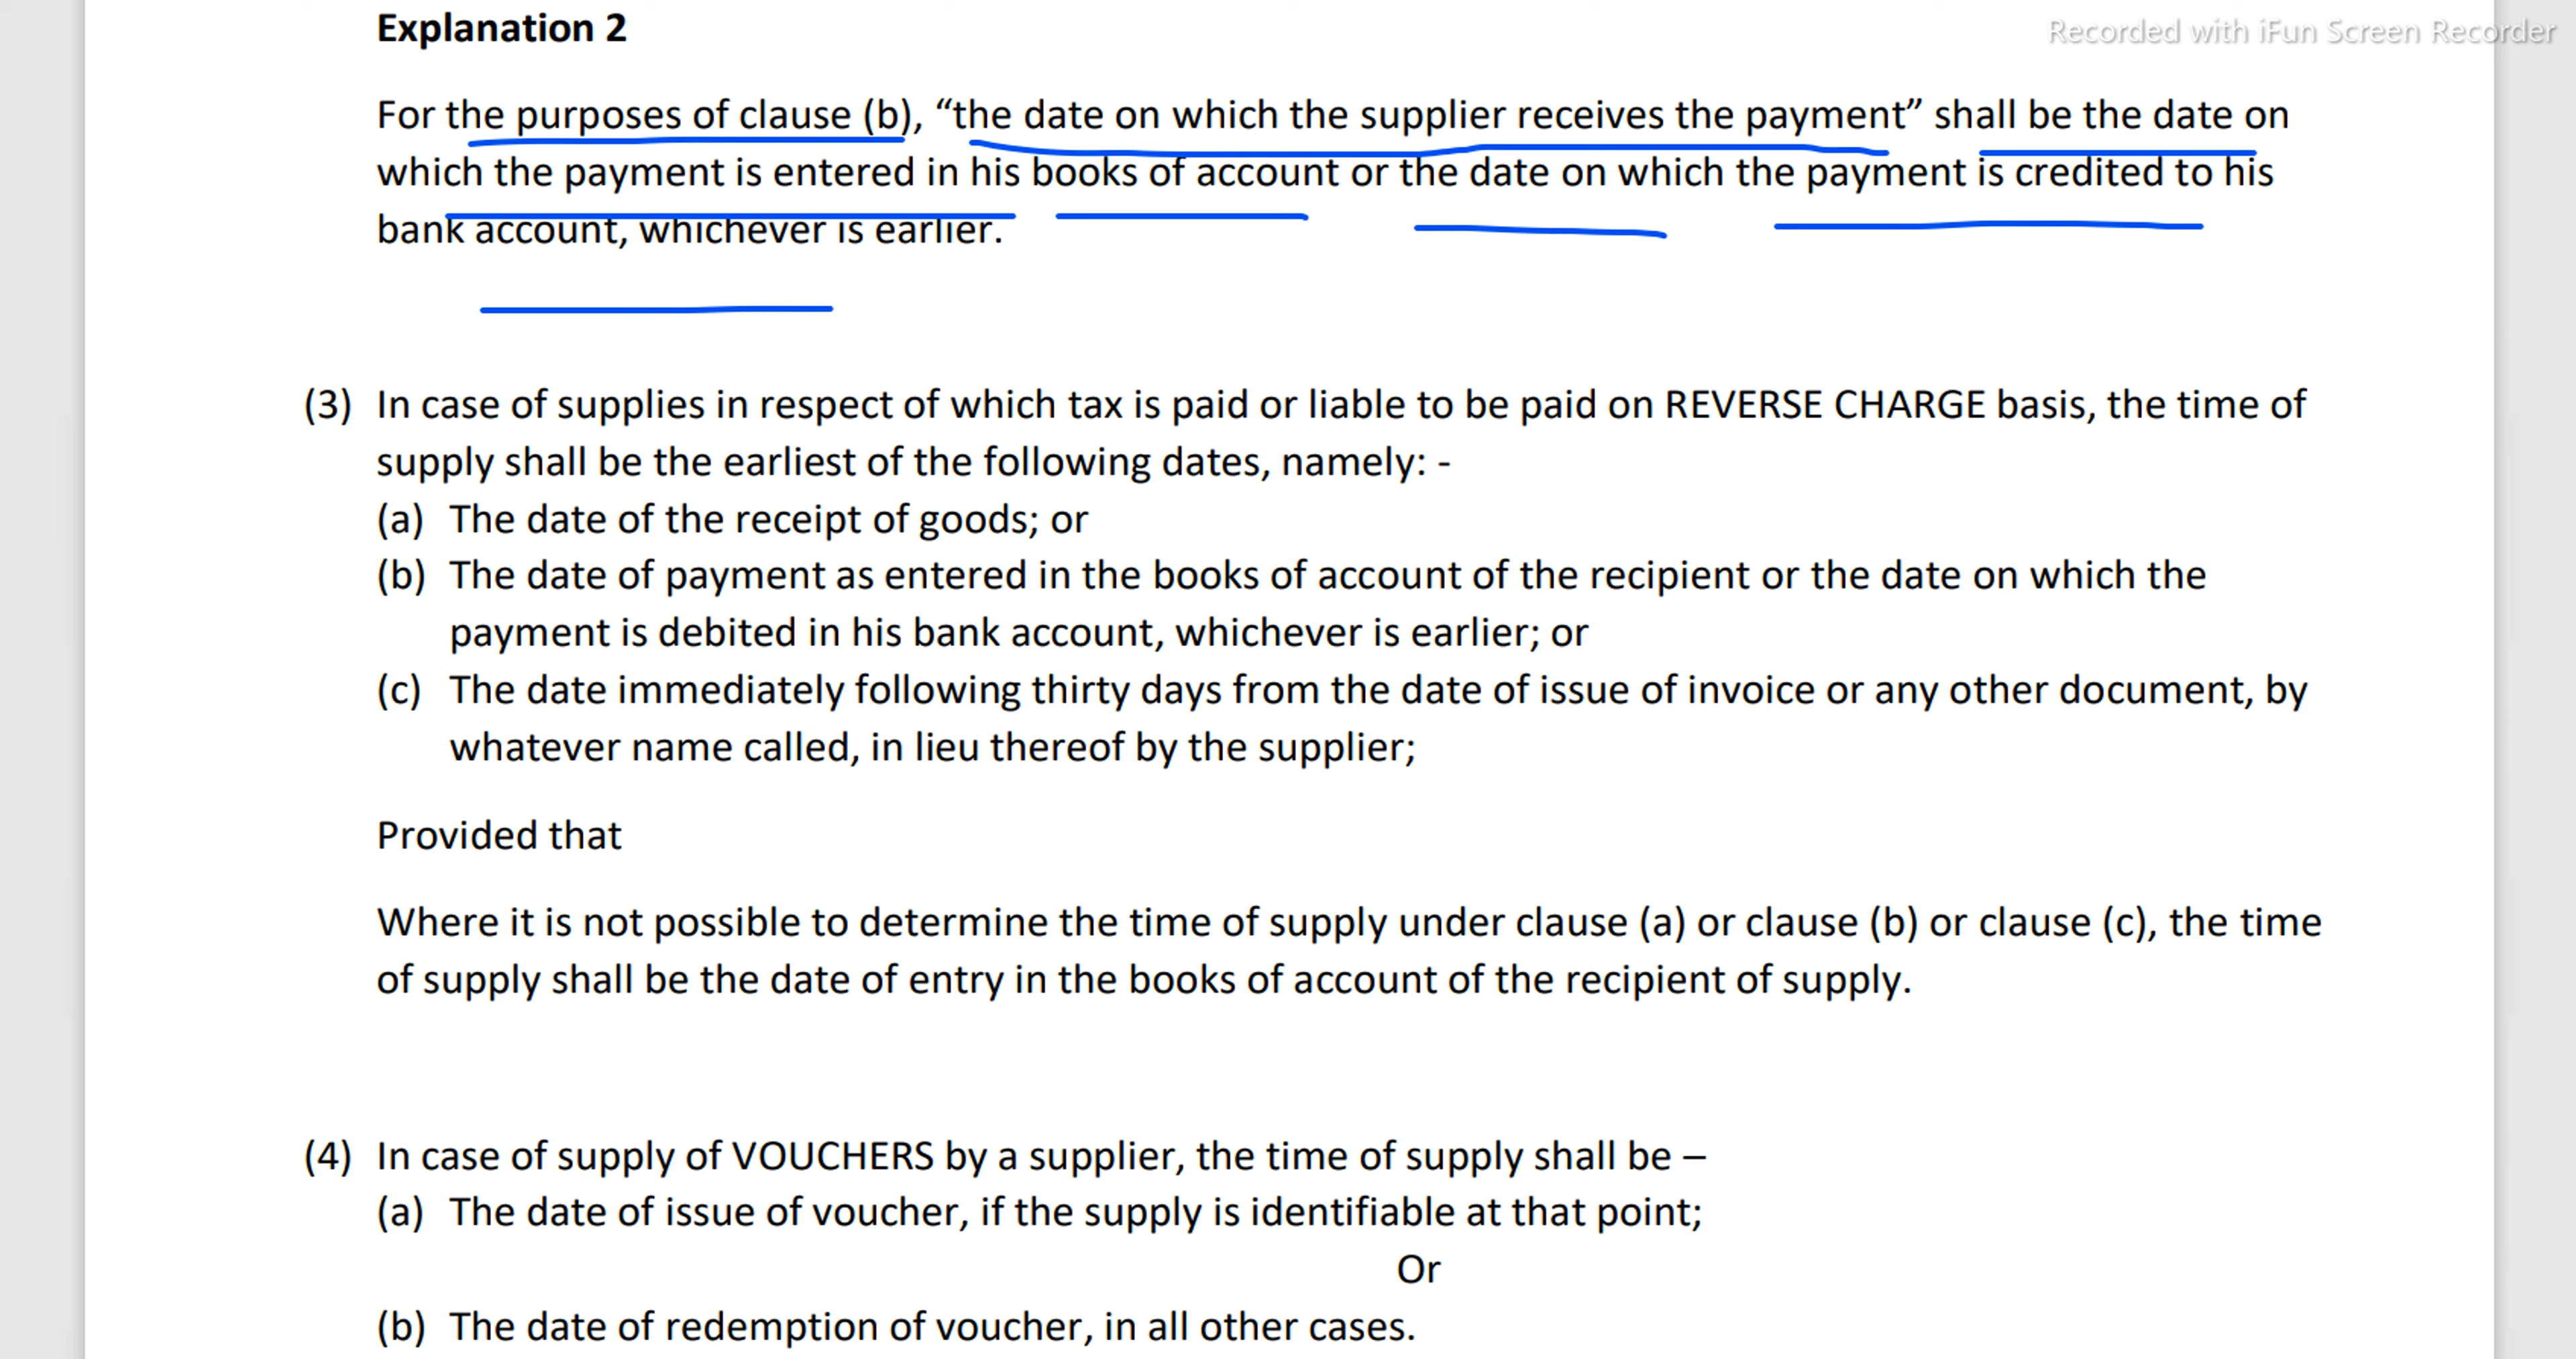 Recorded with iFun Screen Recorder
Explanation 2
For the purposes of clause (b), “the date on which the supplier receives the payment” shall be the date on
which the payment is entered in his books of account or the date on which the payment is credited to his
bank account, whichever is earlier.
(3) In case of supplies in respect of which tax is paid or liable to be paid on REVERSE CHARGE basis, the time of
supply shall be the earliest of the following dates, namely: -
(a) The date of the receipt of goods; or
(b) The date of payment as entered in the books of account of the recipient or the date on which the
payment is debited in his bank account, whichever is earlier; or
(c) The date immediately following thirty days from the date of issue of invoice or any other document, by
whatever name called, in lieu thereof by the supplier;
Provided that
Where it is not possible to determine the time of supply under clause (a) or clause (b) or clause (c), the time
of supply shall be the date of entry in the books of account of the recipient of supply.
(4) In case of supply of VOUCHERS by a supplier, the time of supply shall be –
(a) The date of issue of voucher, if the supply is identifiable at that point;
Or
(b) The date of redemption of voucher, in all other cases.